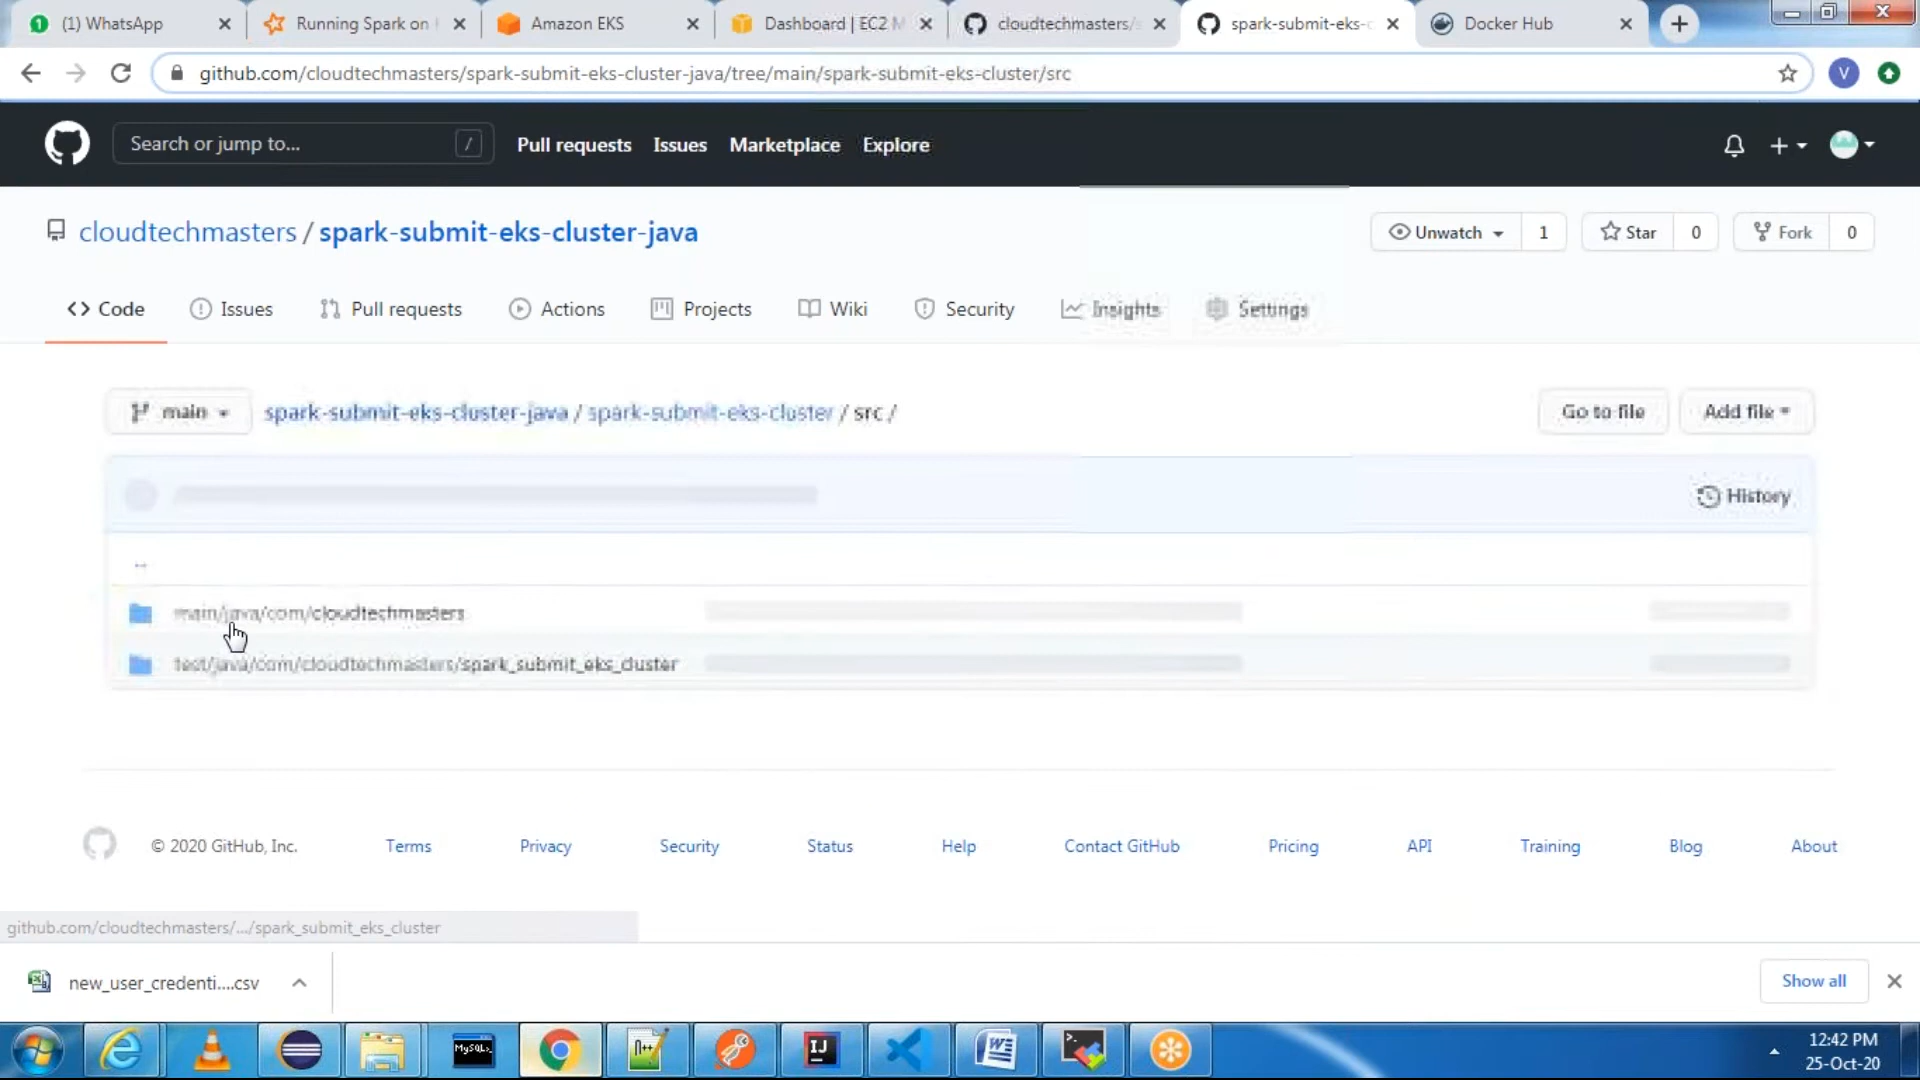 (1) WhatsApp
Running Spark on
Amazon EKS
Dashboard | EC2 M
cloudtechmasters/s
spark-submit-eks-c
Docker Hub
github.com/cloudtechmasters/spark-submit-eks-cluster-java/tree/main/spark-submit-eks-cluster/src
V
Search or jump to...
/
Pull requests
Issues
Marketplace
Explore
cloudtechmasters / spark-submit-eks-cluster-java
Unwatch 1
Star 0
Fork 0
Code
Issues
Pull requests
Actions
Projects
Wiki
Security
Insights
Settings
main
spark-submit-eks-cluster-java / spark-submit-eks-cluster / src /
Go to file
Add file
History
..
main/java/com/cloudtechmasters
test/java/com/cloudtechmasters/spark_submit_eks_cluster
© 2020 GitHub, Inc.
Terms
Privacy
Security
Status
Help
Contact GitHub
Pricing
API
Training
Blog
About
github.com/cloudtechmasters/.../spark_submit_eks_cluster
new_user_credenti....csv
Show all
MySQL>
N++
IJ
W
12:42 PM
25-Oct-20